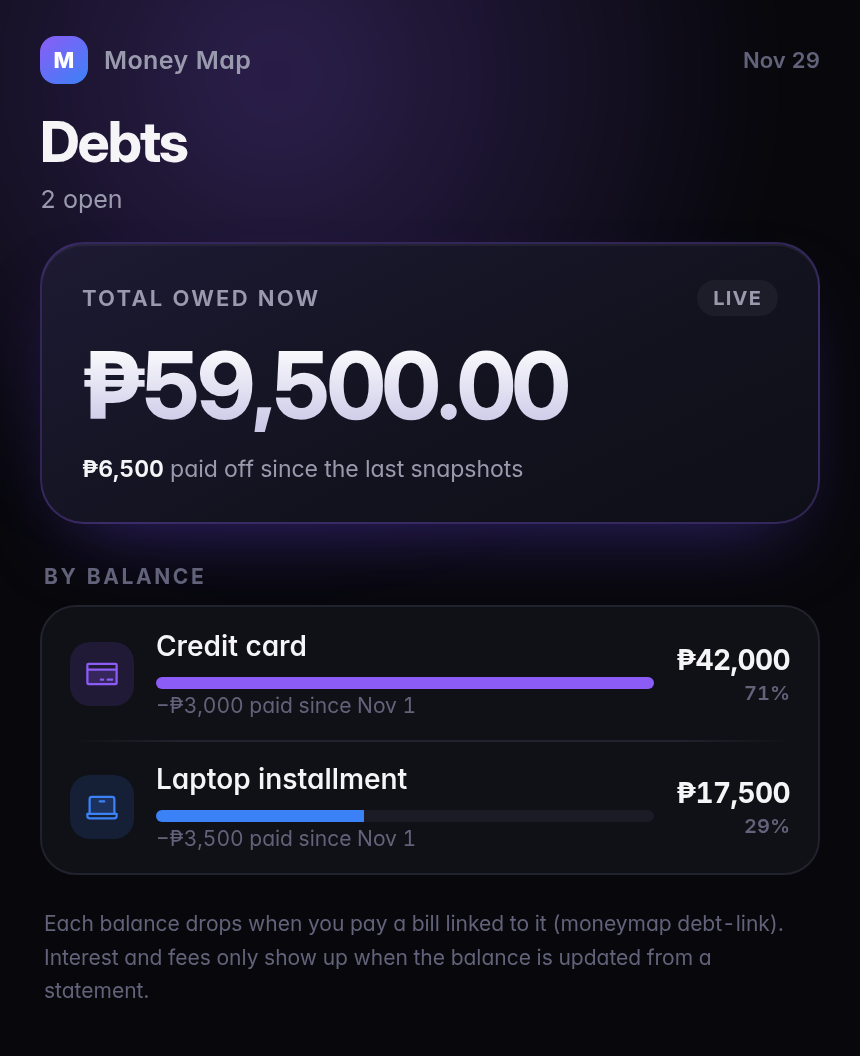 M Money Map Nov 29
Debts
2 open
TOTAL OWED NOW LIVE
₱59,500.00
₱6,500 paid off since the last snapshots
BY BALANCE
Credit card
₱42,000
71%
−₱3,000 paid since Nov 1
Laptop installment
₱17,500
29%
−₱3,500 paid since Nov 1
Each balance drops when you pay a bill linked to it (moneymap debt-link).
Interest and fees only show up when the balance is updated from a
statement.